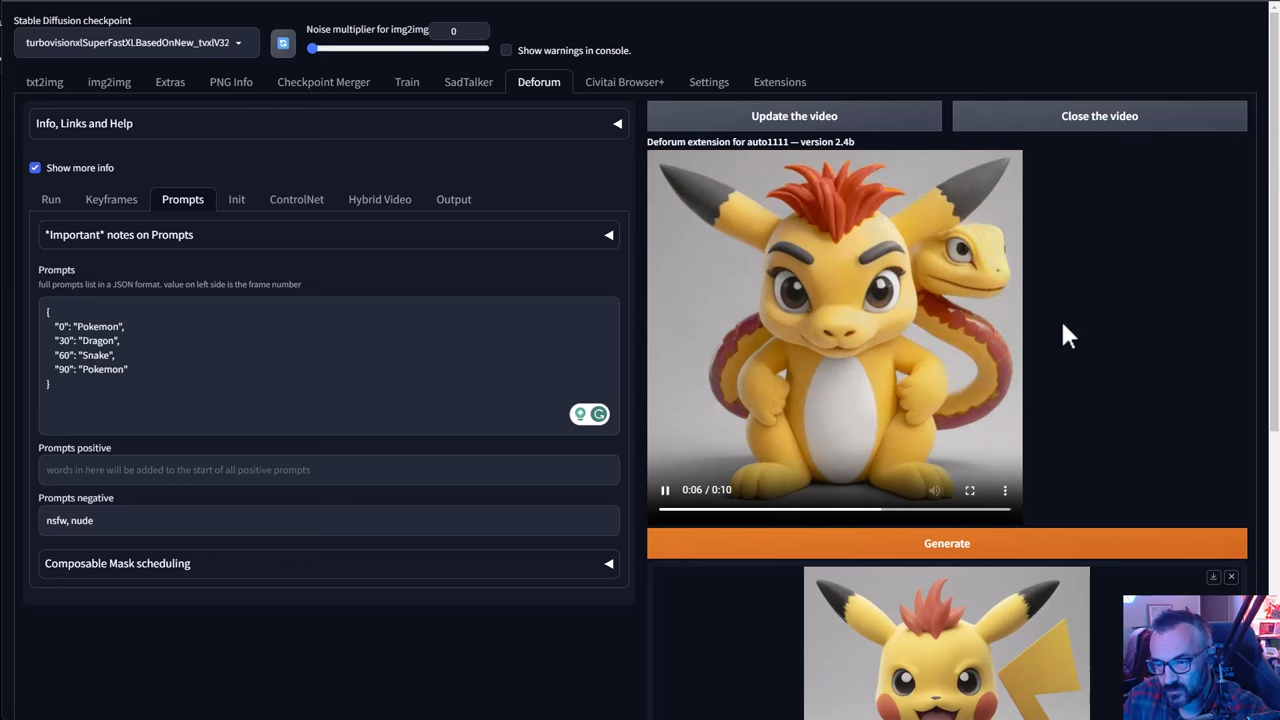 Stable Diffusion checkpoint
turbovisionxlSuperFastXLBasedOnNew_tvxlV32
Noise multiplier for img2img
0
Show warnings in console.
txt2img
img2img
Extras
PNG Info
Checkpoint Merger
Train
SadTalker
Deforum
Civitai Browser+
Settings
Extensions
Info, Links and Help
Show more info
Run
Keyframes
Prompts
Init
ControlNet
Hybrid Video
Output
*Important* notes on Prompts
Prompts
full prompts list in a JSON format. value on left side is the frame number
{
"0": "Pokemon",
"30": "Dragon",
"60": "Snake",
"90": "Pokemon"
}
Prompts positive
words in here will be added to the start of all positive prompts
Prompts negative
nsfw, nude
Composable Mask scheduling
Update the video
Close the video
Deforum extension for auto1111 — version 2.4b
0:06 / 0:10
Generate